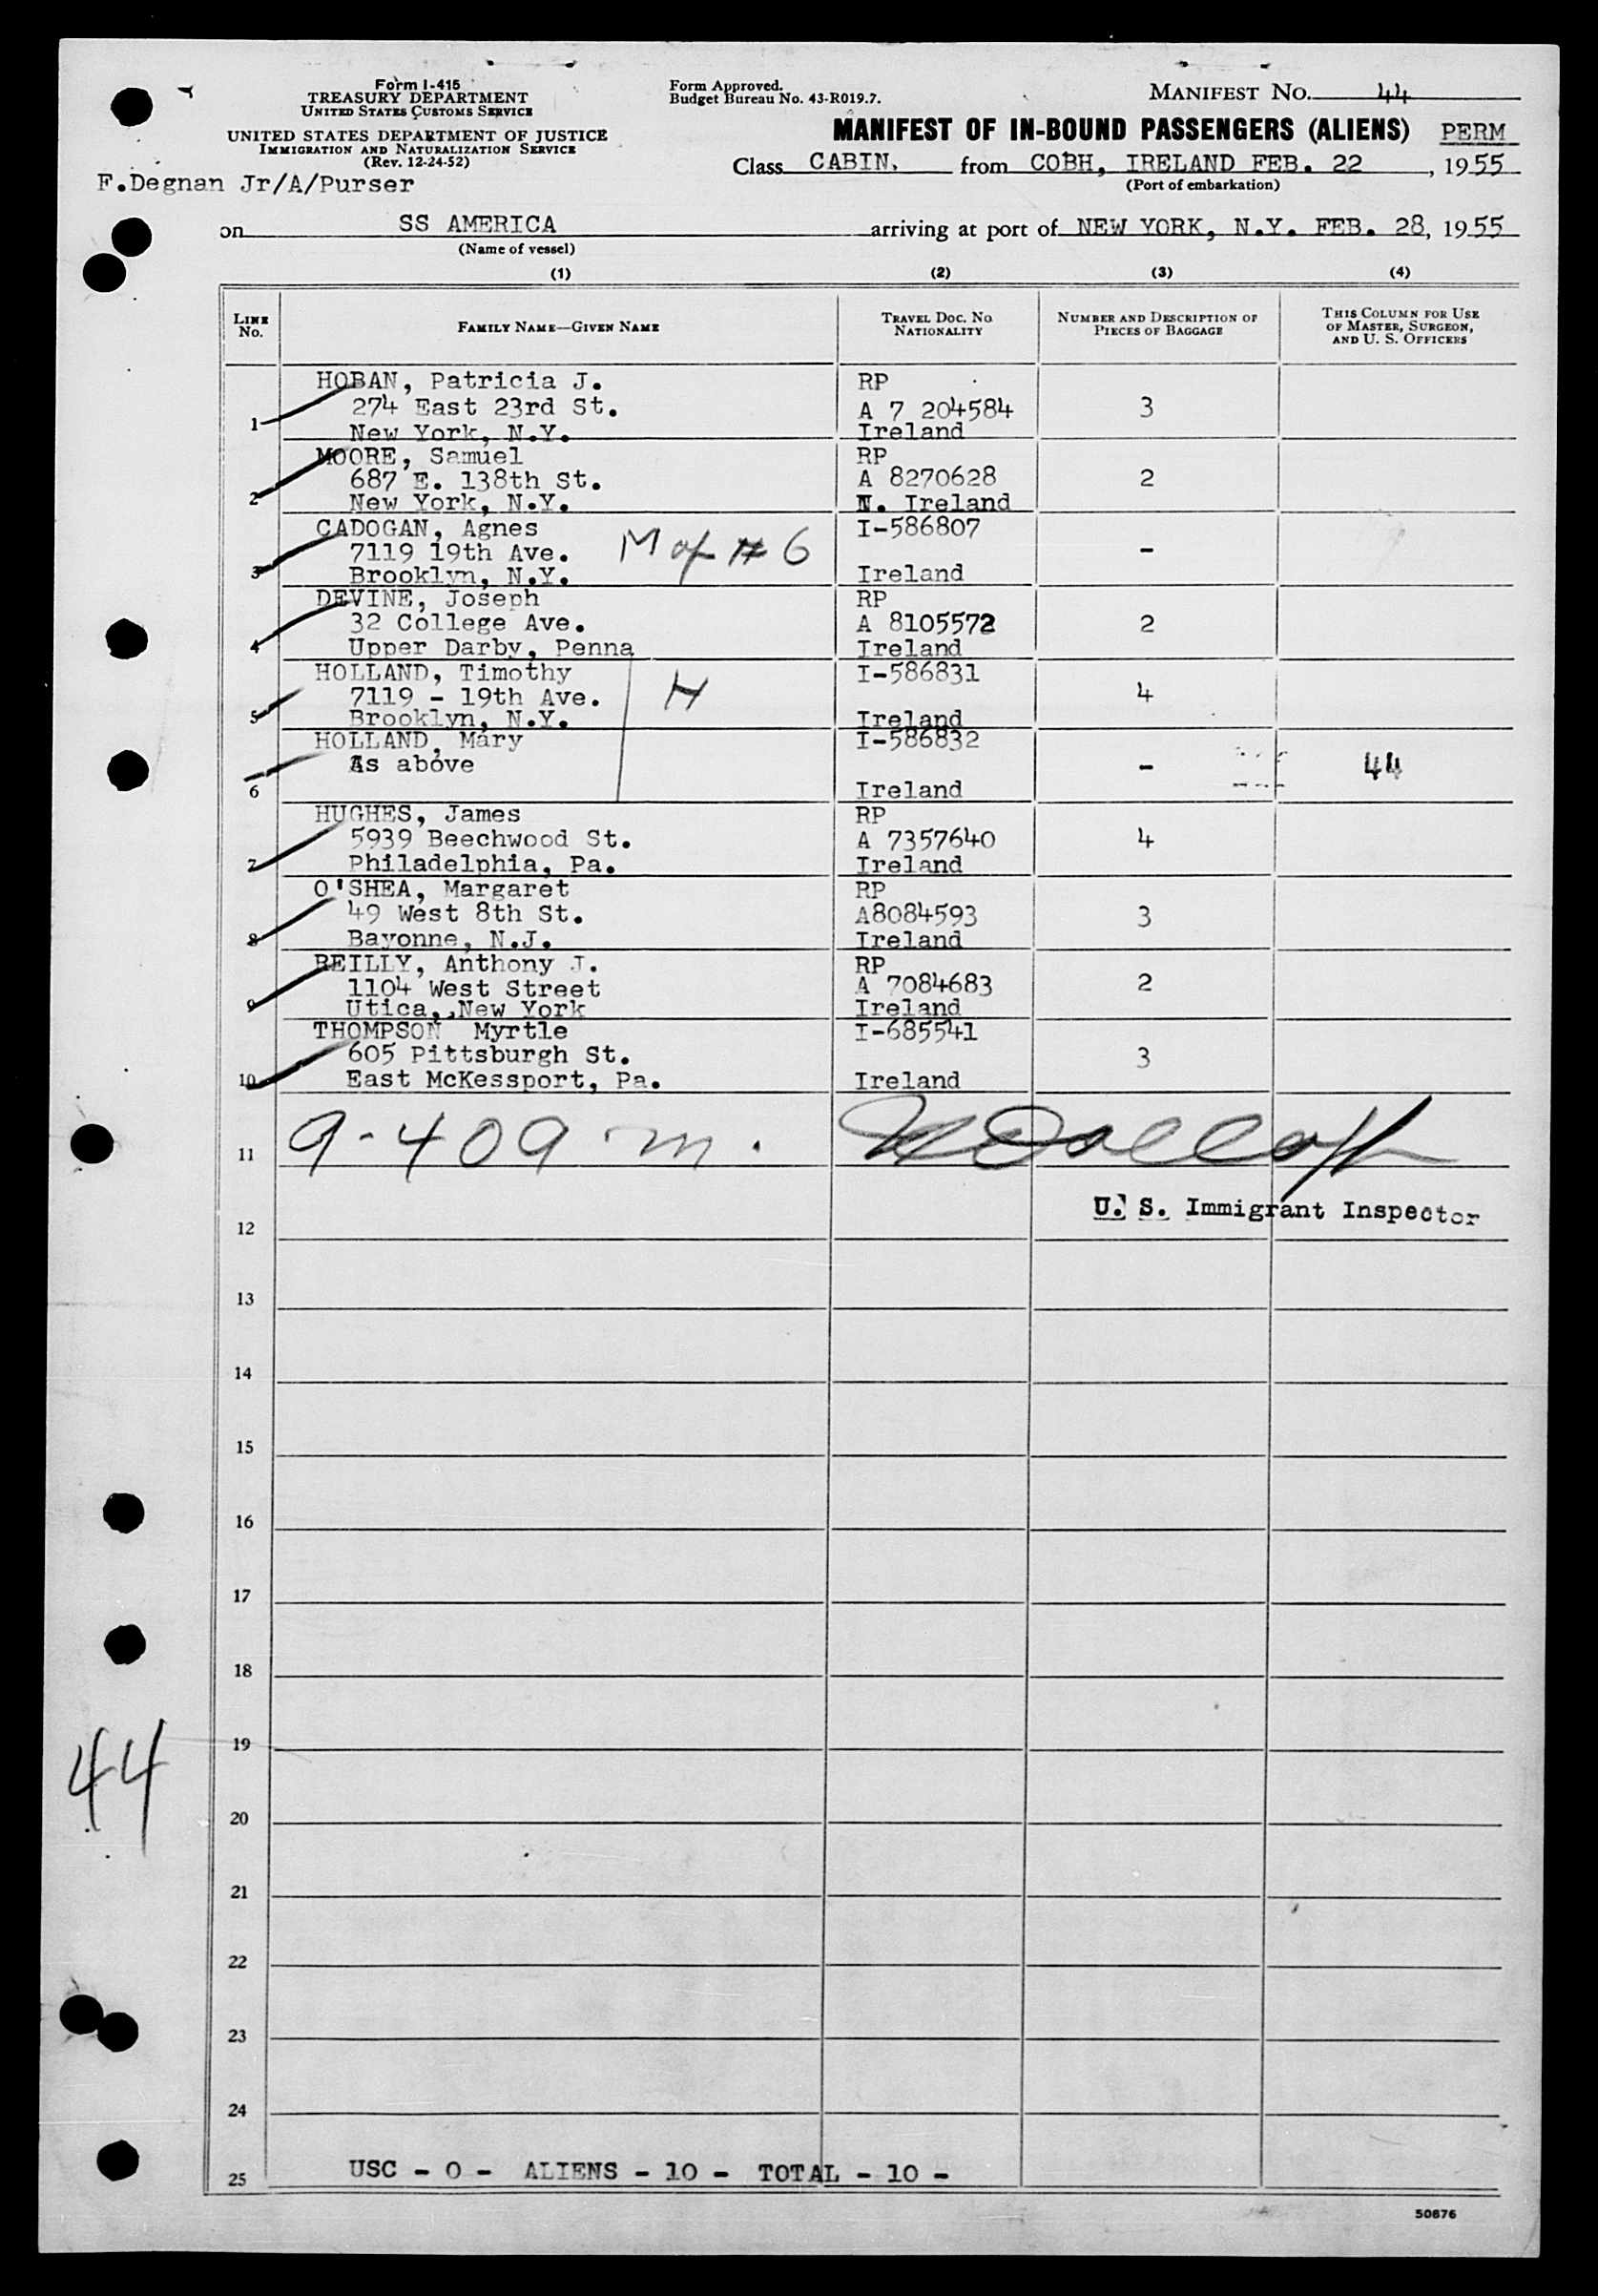 Form I-415
TREASURY DEPARTMENT
UNITED STATES CUSTOMS SERVICE
UNITED STATES DEPARTMENT OF JUSTICE
IMMIGRATION AND NATURALIZATION SERVICE
(Rev. 12-24-52)
F.Degnan Jr/A/Purser
Form Approved.
Budget Bureau No. 43-R019.7.
MANIFEST NO. 44
MANIFEST OF IN-BOUND PASSENGERS (ALIENS) PERM
Class CABIN. from COBH, IRELAND FEB. 22, 1955
(Port of embarkation)
on SS AMERICA arriving at port of NEW YORK, N.Y. FEB. 28, 1955
(Name of vessel)
(1) (2) (3) (4)
LINE No. FAMILY NAME—GIVEN NAME TRAVEL DOC. NO. NATIONALITY NUMBER AND DESCRIPTION OF PIECES OF BAGGAGE THIS COLUMN FOR USE OF MASTER, SURGEON, AND U. S. OFFICERS
HOBAN, Patricia J. RP
274 East 23rd St. A 7 204584 3
1 New York, N.Y. Ireland
MOORE, Samuel RP
687 E. 138th St. A 8270628 2
2 New York, N.Y. N. Ireland
CADOGAN, Agnes I-586807
7119 19th Ave. M of # 6 -
3 Brooklyn, N.Y. Ireland
DEVINE, Joseph RP
32 College Ave. A 8105572 2
4 Upper Darby, Penna Ireland
HOLLAND, Timothy I-586831
7119 - 19th Ave. H 4
5 Brooklyn, N.Y. Ireland
HOLLAND, Mary I-586832
As above - 44
6 Ireland
HUGHES, James RP
5939 Beechwood St. A 7357640 4
7 Philadelphia, Pa. Ireland
O'SHEA, Margaret RP
49 West 8th St. A8084593 3
8 Bayonne, N.J. Ireland
REILLY, Anthony J. RP
1104 West Street A 7084683 2
9 Utica,,New York Ireland
THOMPSON Myrtle I-685541
605 Pittsburgh St. 3
10 East McKessport, Pa. Ireland
11 9-409 m.
U. S. Immigrant Inspector
12
13
14
15
16
17
18
44
19
20
21
22
23
24
25 USC - 0 - ALIENS - 10 - TOTAL - 10 -
50876